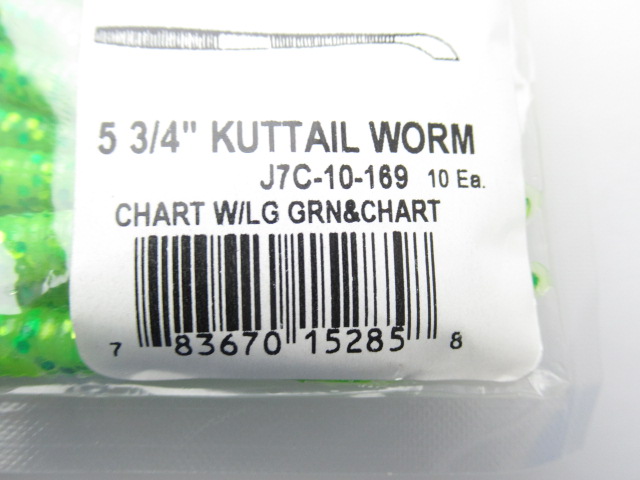 5 3/4" KUTTAIL WORM
J7C-10-169 10 Ea.
CHART W/LG GRN&CHART
7 83670 15285 8